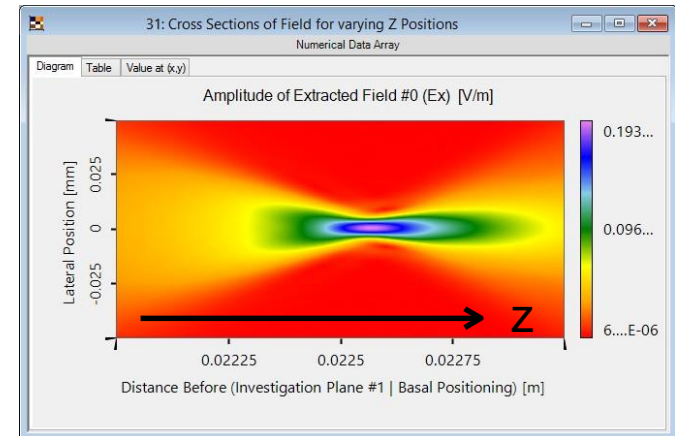 31: Cross Sections of Field for varying Z Positions
Numerical Data Array
Diagram Table Value at (x,y)
Amplitude of Extracted Field #0 (Ex) [V/m]
0.193...
0.096...
6....E-06
Lateral Position [mm]
0.025
0
-0.025
Z
0.02225 0.0225 0.02275
Distance Before (Investigation Plane #1 | Basal Positioning) [m]